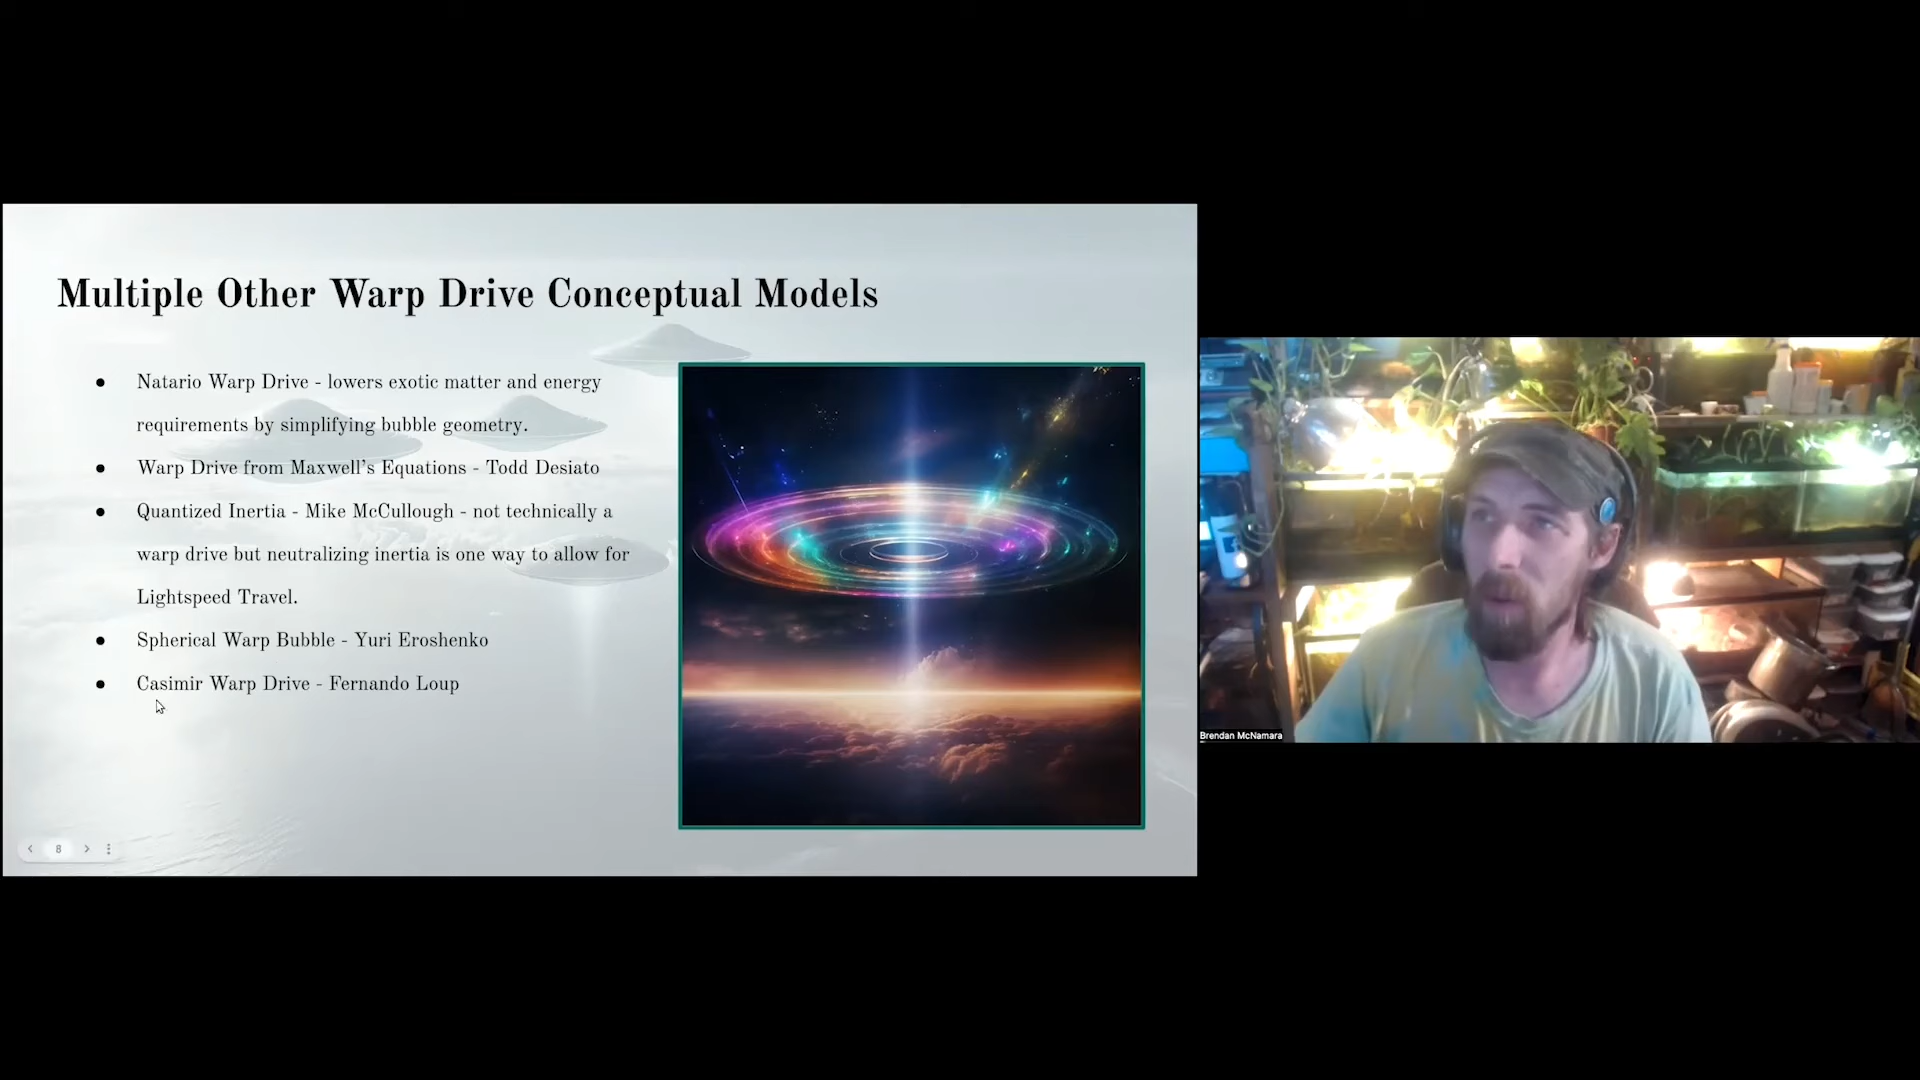 Multiple Other Warp Drive Conceptual Models
● Natario Warp Drive - lowers exotic matter and energy
requirements by simplifying bubble geometry.
● Warp Drive from Maxwell's Equations - Todd Desiato
● Quantized Inertia - Mike McCullough - not technically a
warp drive but neutralizing inertia is one way to allow for
Lightspeed Travel.
● Spherical Warp Bubble - Yuri Eroshenko
● Casimir Warp Drive - Fernando Loup
8
Brendan McNamara